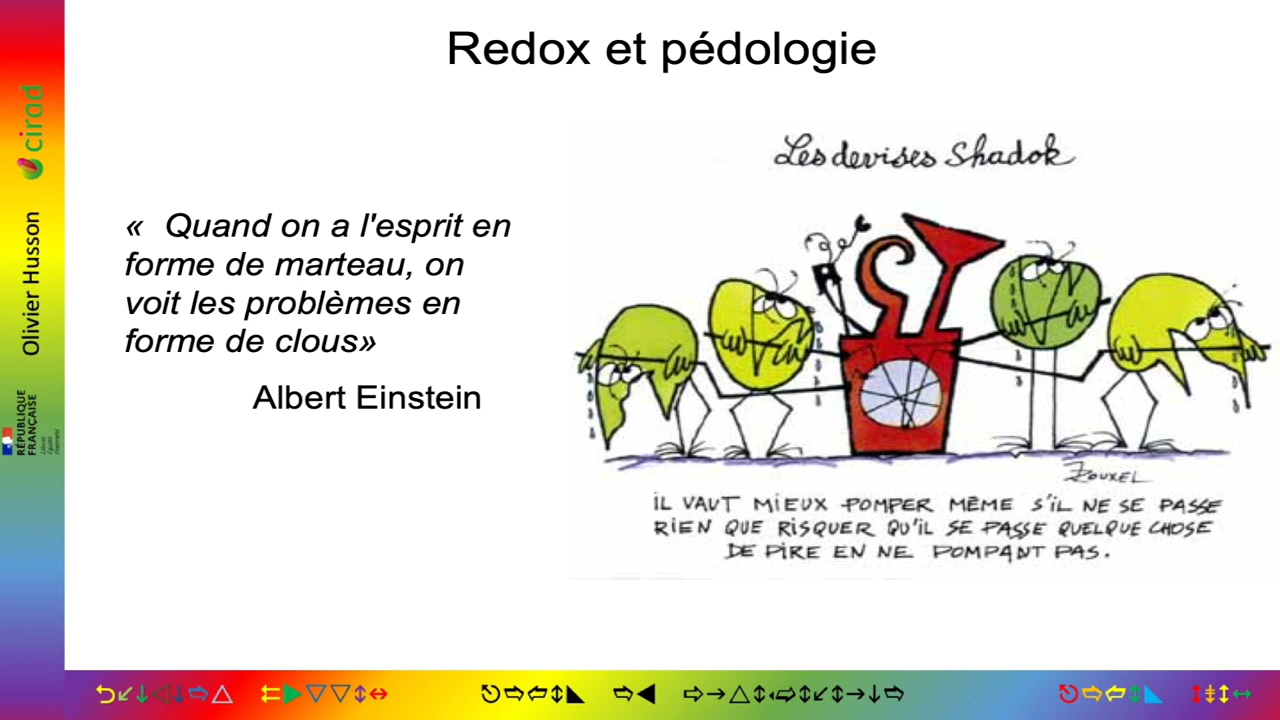 Redox et pédologie
cirad
Olivier Husson
RÉPUBLIQUE
FRANÇAISE
« Quand on a l'esprit en
forme de marteau, on
voit les problèmes en
forme de clous»
Albert Einstein
Les devises Shadok
ROUXEL
IL VAUT MIEUX POMPER MÊME S'IL NE SE PASSE
RIEN QUE RISQUER QU'IL SE PASSE QUELQUE CHOSE
DE PIRE EN NE POMPANT PAS.